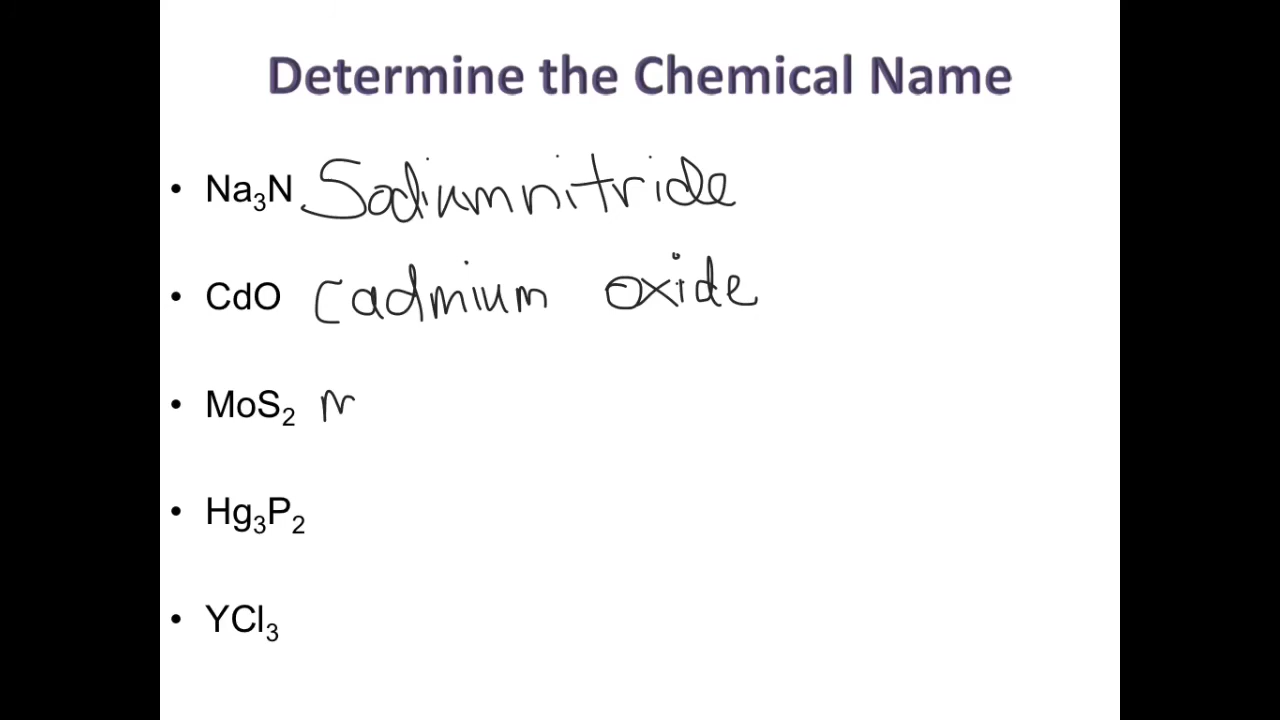 Determine the Chemical Name
• Na₃N Sodium nitride
• CdO Cadmium oxide
• MoS₂ m
• Hg₃P₂
• YCl₃